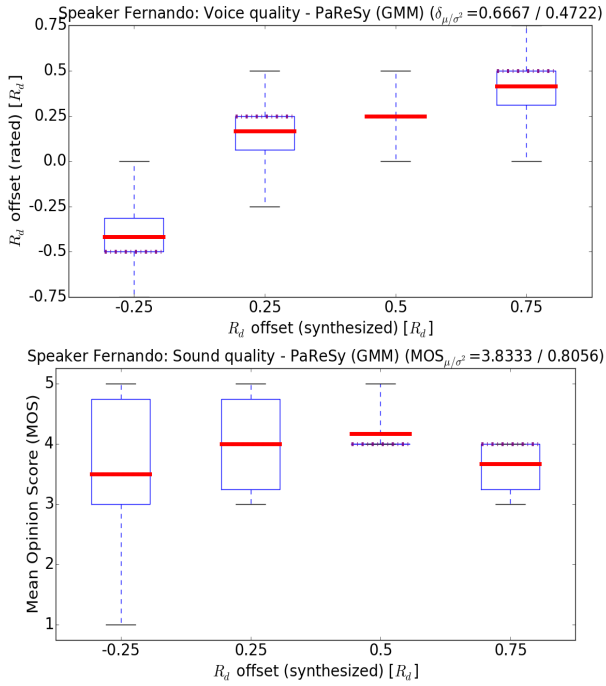 Speaker Fernando: Voice quality - PaReSy (GMM) (δμ/σ²=0.6667 / 0.4722)
0.75
0.5
0.25
0.0
-0.25
-0.5
-0.75
Rd offset (rated) [Rd]
-0.25 0.25 0.5 0.75
Rd offset (synthesized) [Rd]
Speaker Fernando: Sound quality - PaReSy (GMM) (MOSμ/σ²=3.8333 / 0.8056)
5
4
3
2
1
Mean Opinion Score (MOS)
-0.25 0.25 0.5 0.75
Rd offset (synthesized) [Rd]